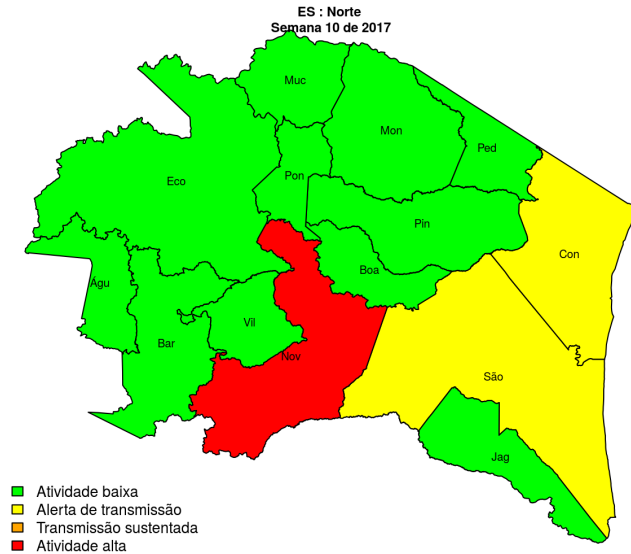 ES : Norte
Semana 10 de 2017
Muc
Mon
Ped
Eco
Pon
Pin
Con
Boa
Águ
Vil
Bar
Nov
São
Jag
Atividade baixa
Alerta de transmissão
Transmissão sustentada
Atividade alta